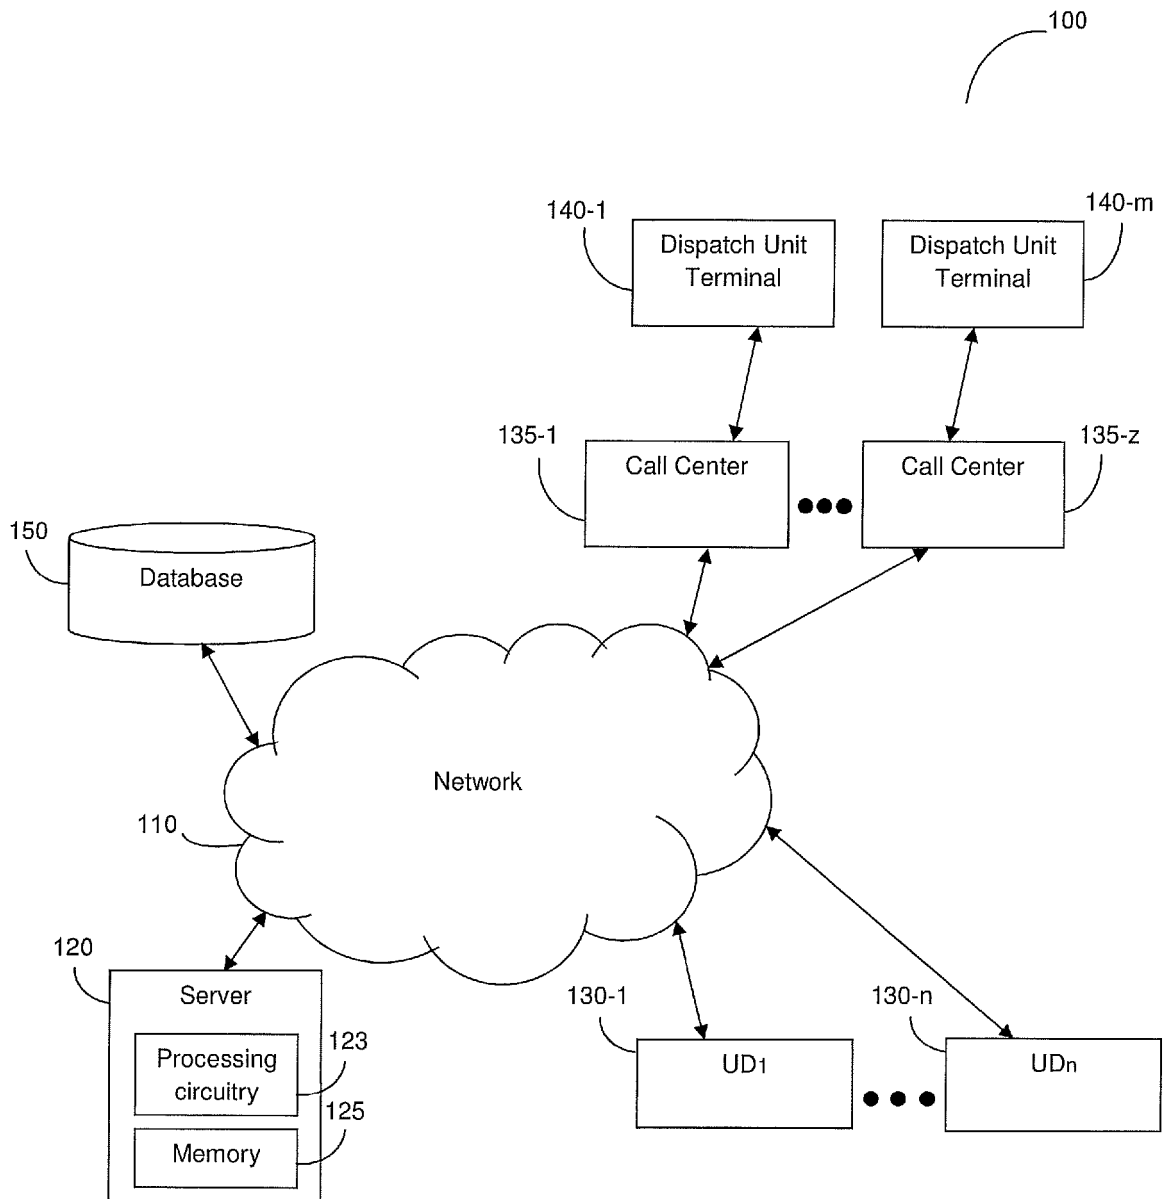 100
140-1
140-m
Dispatch Unit
Terminal
Dispatch Unit
Terminal
135-1
135-z
Call Center
Call Center
150
Database
Network
110
120
Server
130-1
130-n
Processing
circuitry
123
UD1
UDn
125
Memory